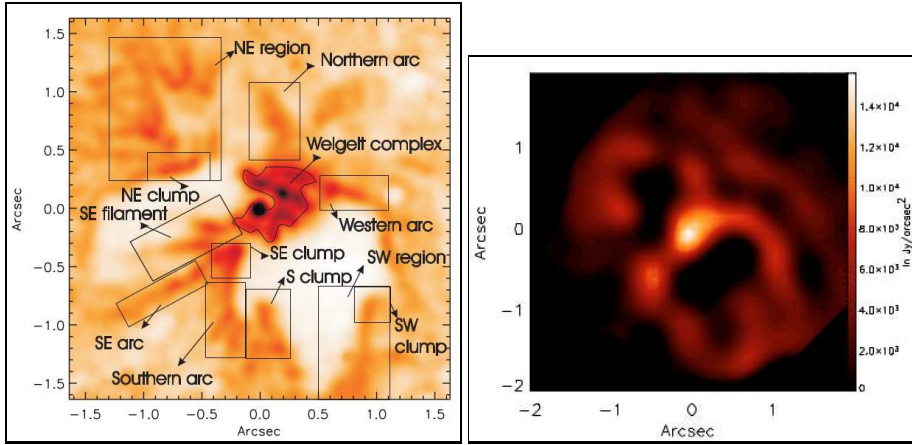 1.5
1.0
0.5
0.0
−0.5
−1.0
−1.5
Arcsec
−1.5 −1.0 −0.5 0.0 0.5 1.0 1.5
Arcsec
NE region
Northern arc
Weigelt complex
NE clump
SE filament
Western arc
SE clump
SW region
S clump
SE arc
SW
clump
Southern arc
1
0
-1
-2
Arcsec
-2 -1 0 1
Arcsec
1.4×10⁴
1.2×10⁴
1.0×10⁴
8.0×10³
6.0×10³
4.0×10³
2.0×10³
0
in Jy/arcsec²